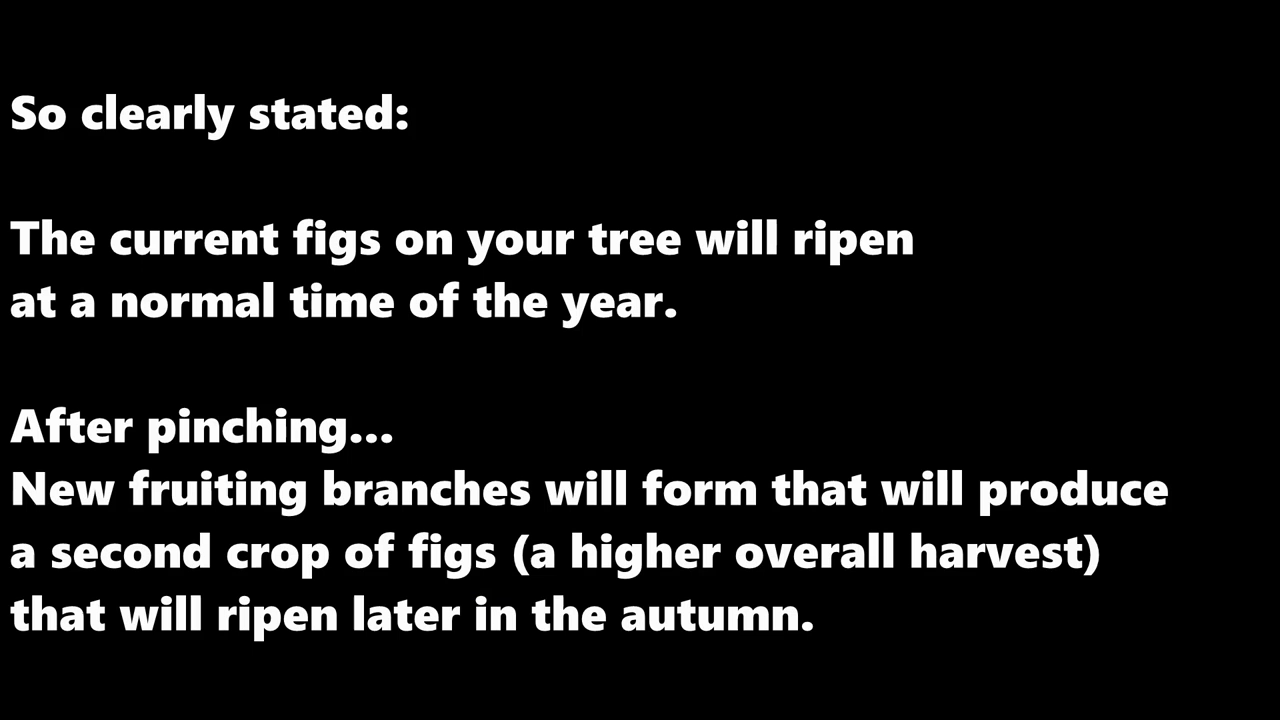 So clearly stated:
The current figs on your tree will ripen
at a normal time of the year.
After pinching...
New fruiting branches will form that will produce
a second crop of figs (a higher overall harvest)
that will ripen later in the autumn.